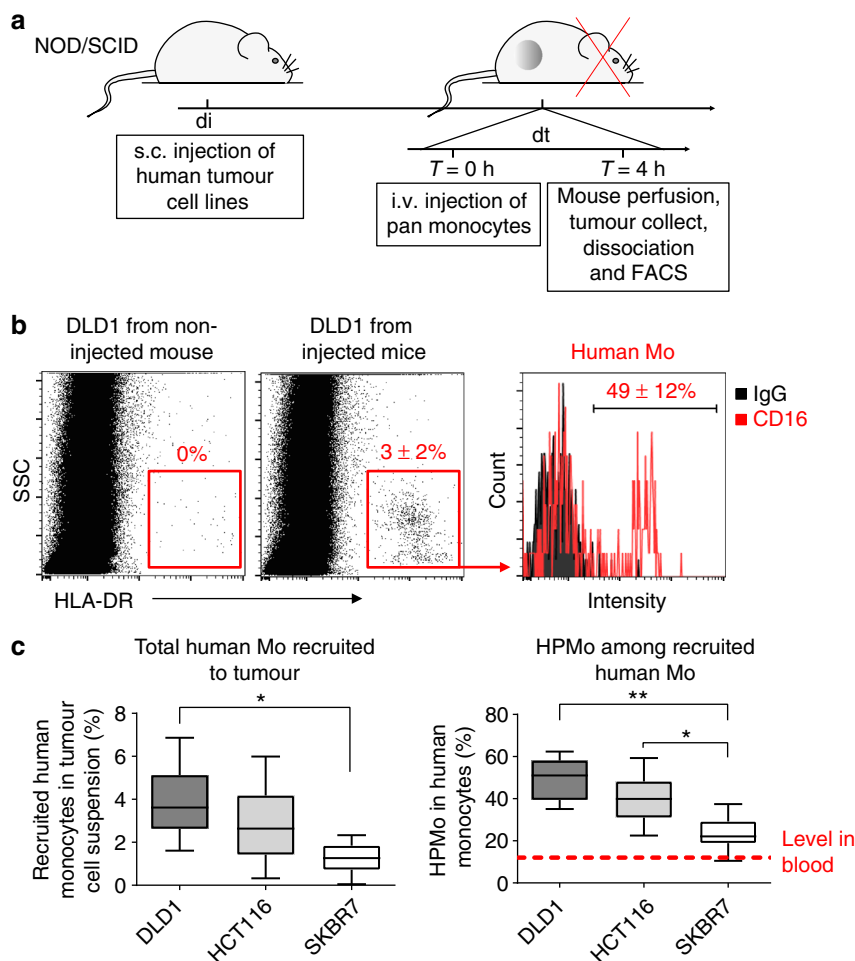 a
NOD/SCID
di
dt
s.c. injection of
human tumour
cell lines
T = 0 h
T = 4 h
i.v. injection of
pan monocytes
Mouse perfusion,
tumour collect,
dissociation
and FACS
b
DLD1 from non-
injected mouse
DLD1 from
injected mice
Human Mo
0%
3 ± 2%
49 ± 12%
IgG
CD16
SSC
HLA-DR
Count
Intensity
c
Total human Mo recruited
to tumour
*
Recruited human
monocytes in tumour
cell suspension (%)
8
6
4
2
0
DLD1
HCT116
SKBR7
HPMo among recruited
human Mo
**
*
HPMo in human
monocytes (%)
80
60
40
20
0
Level in
blood
DLD1
HCT116
SKBR7